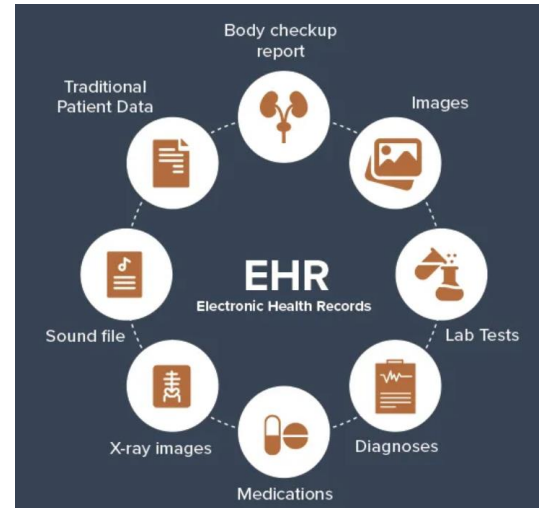 Body checkup
report
Traditional
Patient Data
Images
EHR
Electronic Health Records
Sound file
Lab Tests
X-ray images
Diagnoses
Medications